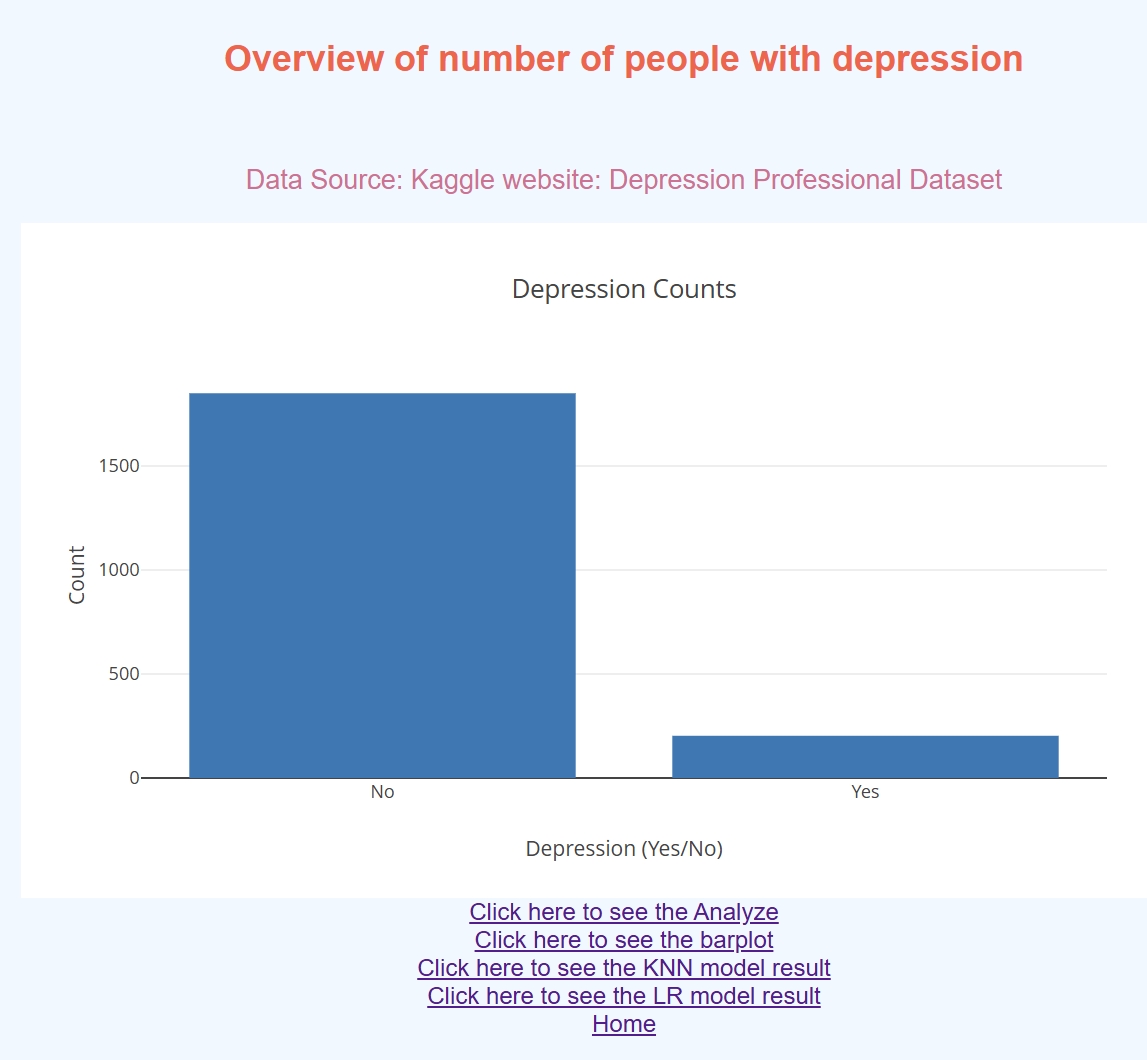 Overview of number of people with depression
Data Source: Kaggle website: Depression Professional Dataset
Depression Counts
1500
1000
500
0
Count
No
Yes
Depression (Yes/No)
Click here to see the Analyze
Click here to see the barplot
Click here to see the KNN model result
Click here to see the LR model result
Home